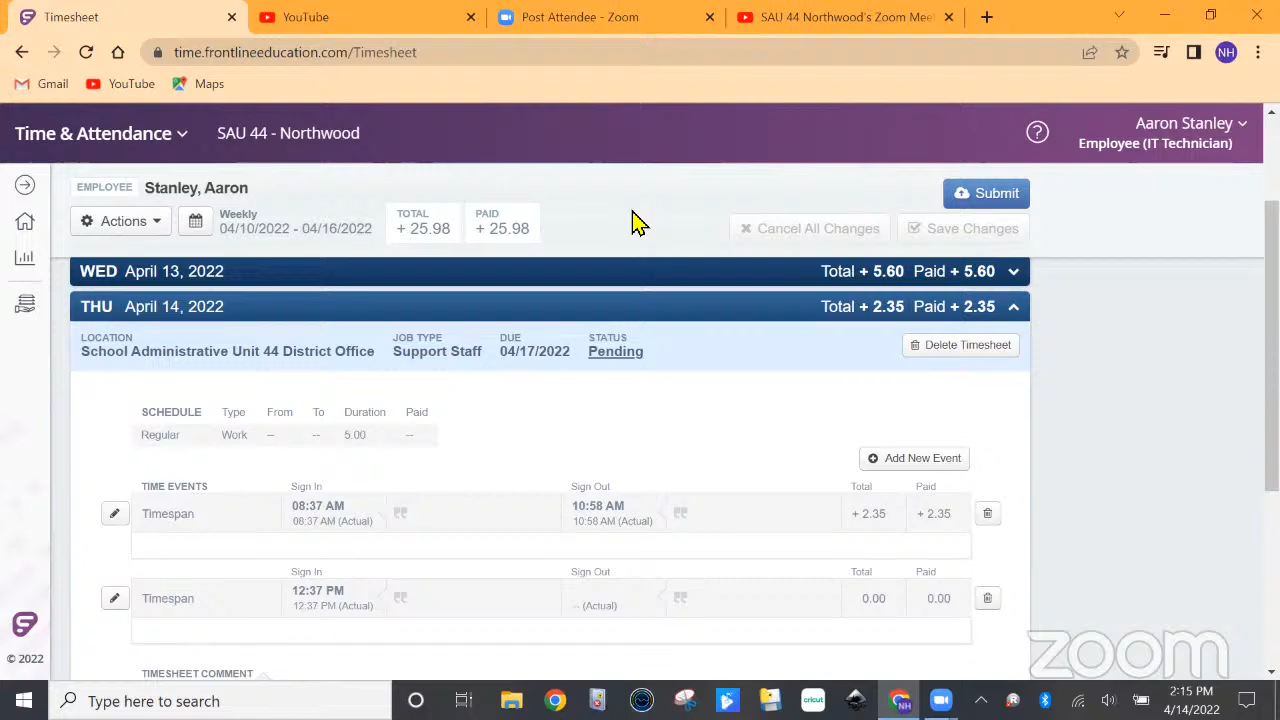 Timesheet
YouTube
Post Attendee - Zoom
SAU 44 Northwood's Zoom Mee
time.frontlineeducation.com/Timesheet
NH
Gmail
YouTube
Maps
Time & Attendance
SAU 44 - Northwood
?
Aaron Stanley
Employee (IT Technician)
EMPLOYEE
Stanley, Aaron
Submit
Actions
Weekly
04/10/2022 - 04/16/2022
TOTAL
+ 25.98
PAID
+ 25.98
Cancel All Changes
Save Changes
WED April 13, 2022 Total + 5.60 Paid + 5.60
THU April 14, 2022 Total + 2.35 Paid + 2.35
LOCATION JOB TYPE DUE STATUS
School Administrative Unit 44 District Office Support Staff 04/17/2022 Pending
Delete Timesheet
SCHEDULE Type From To Duration Paid
Regular Work -- -- 5.00 --
Add New Event
TIME EVENTS Sign In Sign Out Total Paid
Timespan 08:37 AM 10:58 AM + 2.35 + 2.35
08:37 AM (Actual) 10:58 AM (Actual)
Sign In Sign Out Total Paid
Timespan 12:37 PM 0.00 0.00
12:37 PM (Actual) -- (Actual)
TIMESHEET COMMENT
© 2022
zoom
Type here to search
cricut
NH
2:15 PM
4/14/2022